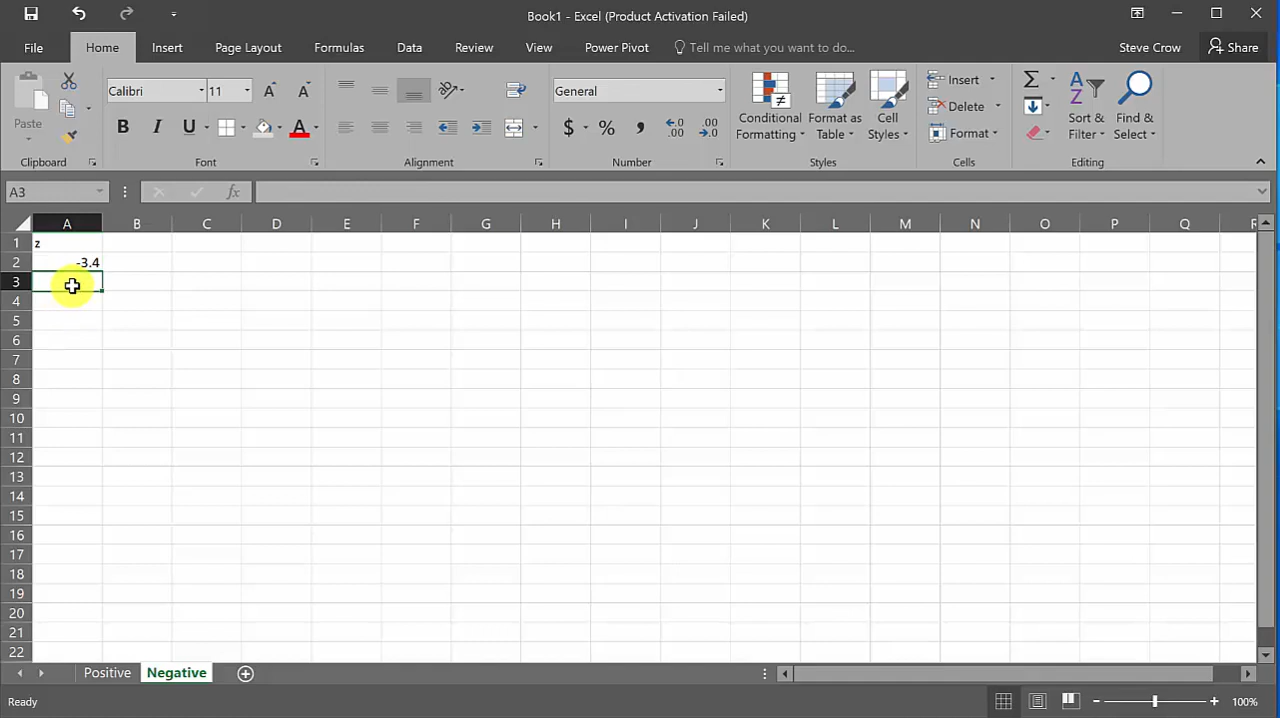 Book1 - Excel (Product Activation Failed)
File Home Insert Page Layout Formulas Data Review View Power Pivot Tell me what you want to do... Steve Crow Share
Paste
Clipboard
Calibri 11
B I U A
Font
Alignment
General
$ % , .00 .0 .00
Number
Conditional Formatting
Format as Table
Cell Styles
Styles
Insert
Delete
Format
Cells
Σ
Sort & Filter
Find & Select
Editing
A3 fx
A B C D E F G H I J K L M N O P Q R
1 z
2 -3.4
3
4
5
6
7
8
9
10
11
12
13
14
15
16
17
18
19
20
21
22
Positive Negative
Ready 100%